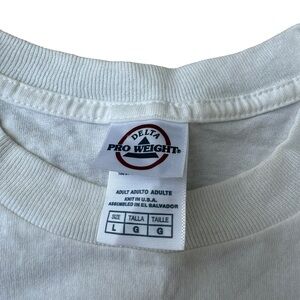 DELTA
PRO WEIGHT®
ADULT ADULTO ADULTE
KNIT IN U.S.A.
ASSEMBLED IN EL SALVADOR
SIZE TALLA TAILLE
L G G